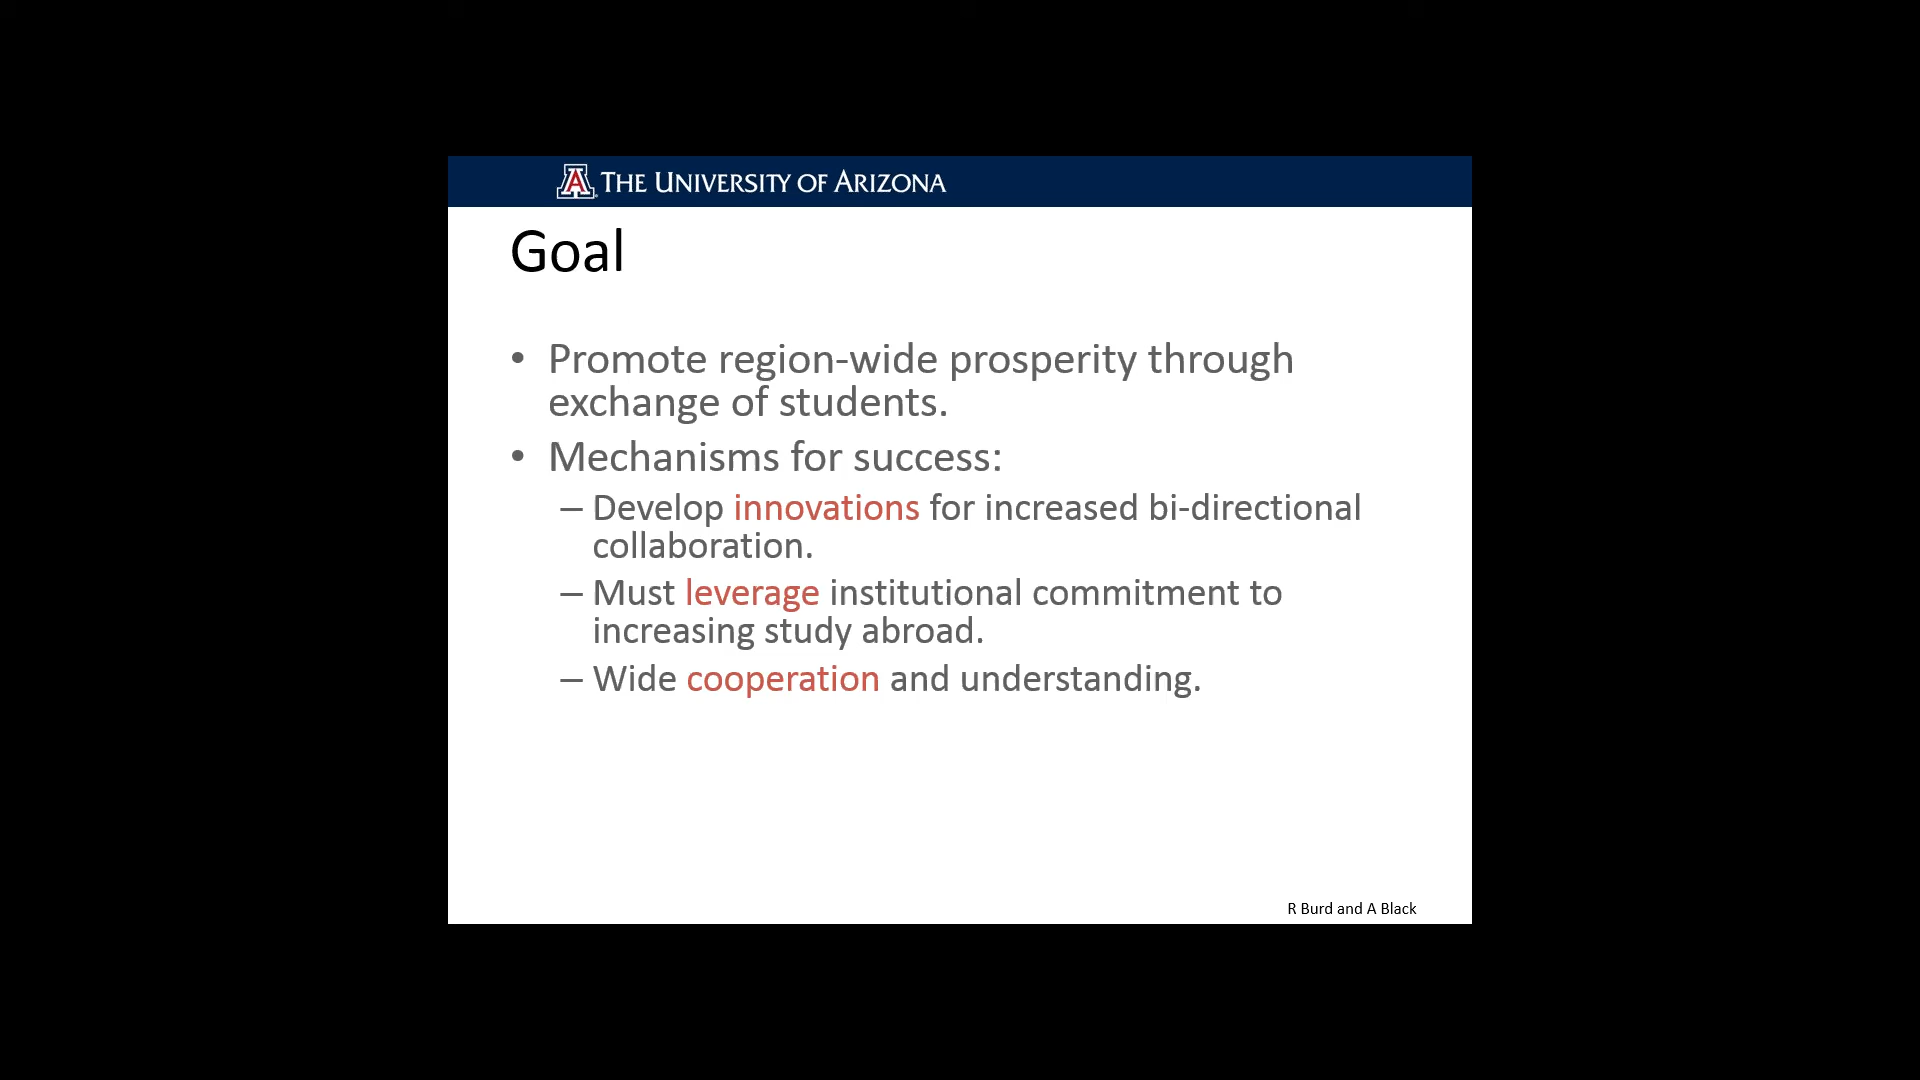 A THE UNIVERSITY OF ARIZONA
Goal
• Promote region-wide prosperity through
exchange of students.
• Mechanisms for success:
– Develop innovations for increased bi-directional
collaboration.
– Must leverage institutional commitment to
increasing study abroad.
– Wide cooperation and understanding.
R Burd and A Black